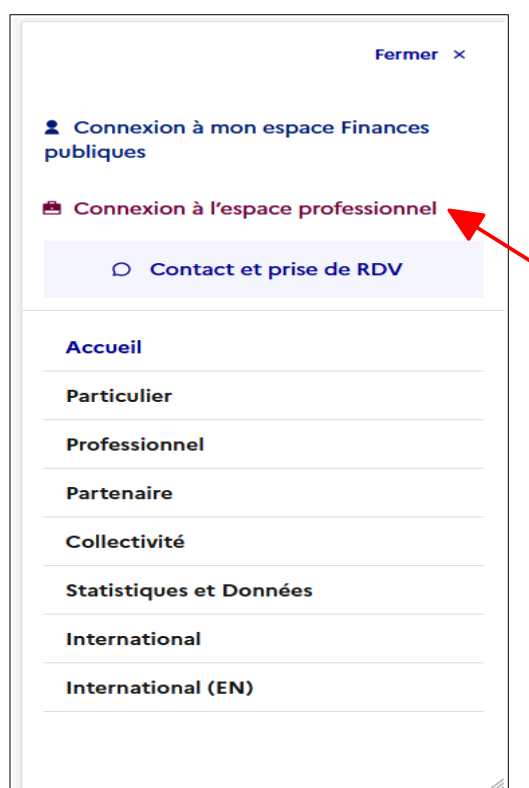 Fermer ×
Connexion à mon espace Finances
publiques
Connexion à l'espace professionnel
Contact et prise de RDV
Accueil
Particulier
Professionnel
Partenaire
Collectivité
Statistiques et Données
International
International (EN)